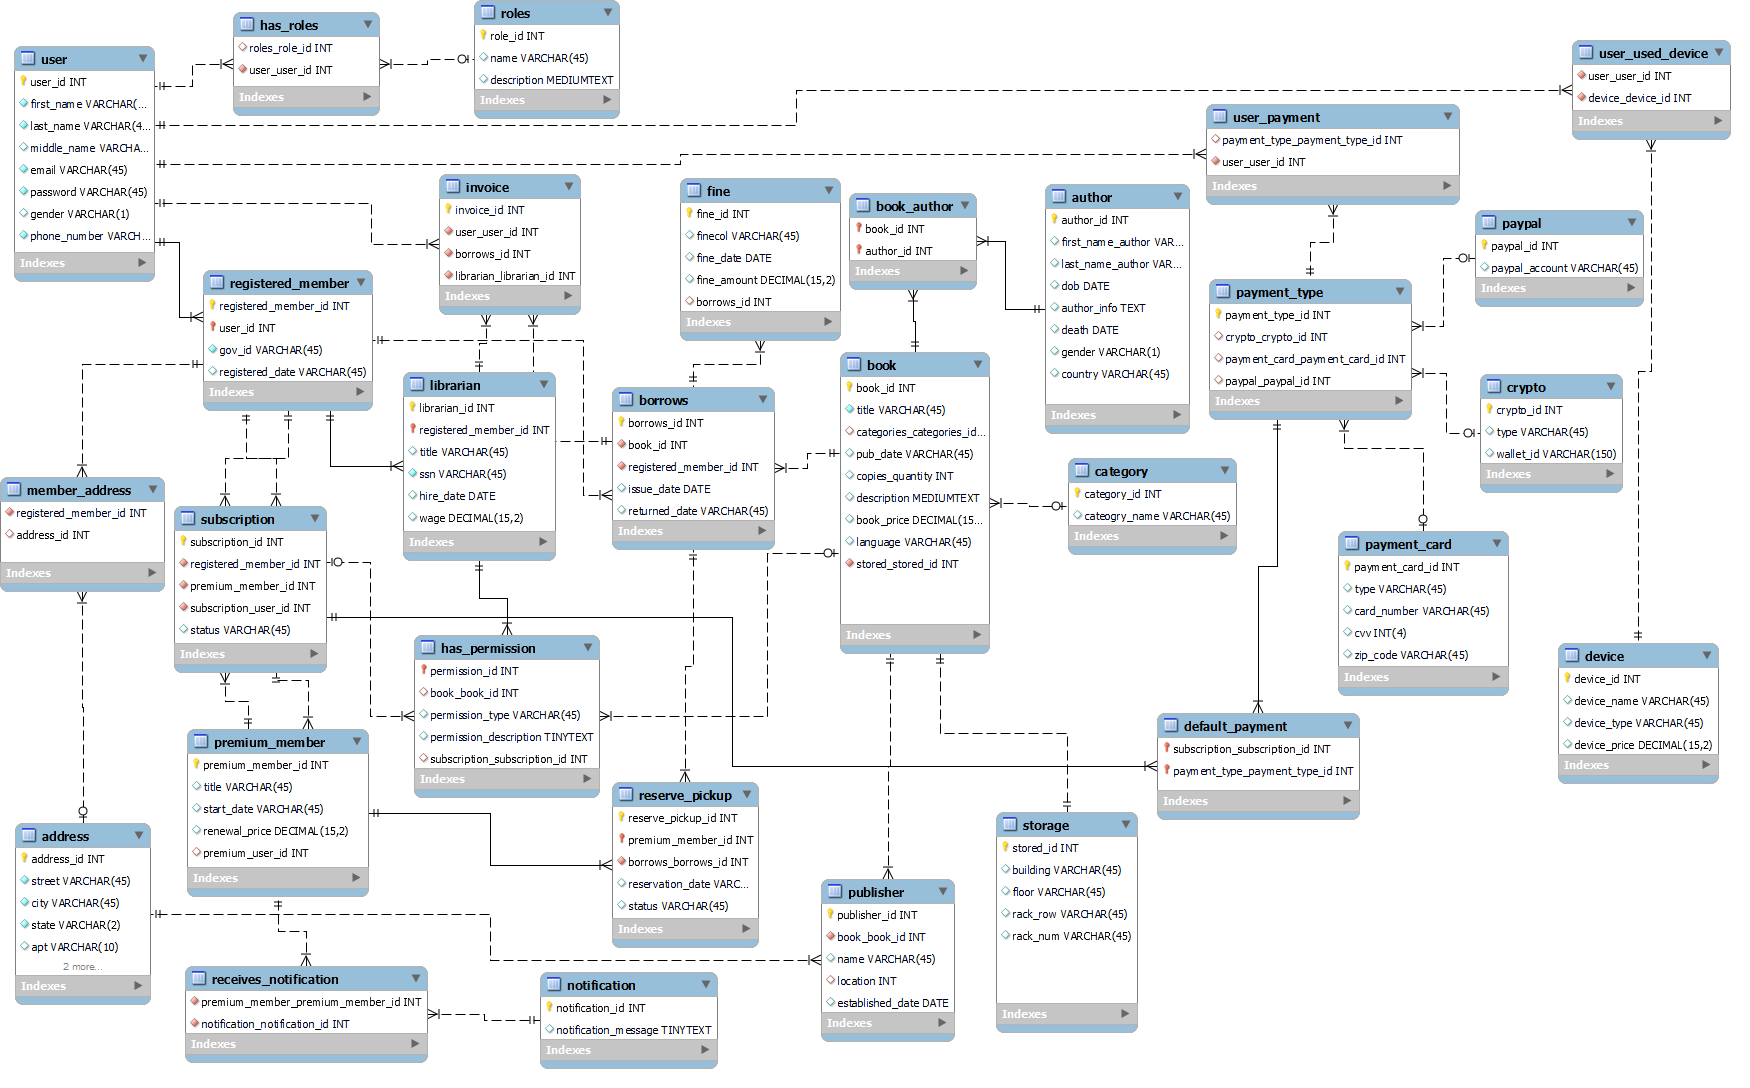 user
user_id INT
first_name VARCHAR(...
last_name VARCHAR(4...
middle_name VARCHA...
email VARCHAR(45)
password VARCHAR(45)
gender VARCHAR(1)
phone_number VARCH...
Indexes
has_roles
roles_role_id INT
user_user_id INT
Indexes
roles
role_id INT
name VARCHAR(45)
description MEDIUMTEXT
Indexes
user_used_device
user_user_id INT
device_device_id INT
Indexes
user_payment
payment_type_payment_type_id INT
user_user_id INT
Indexes
invoice
invoice_id INT
user_user_id INT
borrows_id INT
librarian_librarian_id INT
Indexes
fine
fine_id INT
finecol VARCHAR(45)
fine_date DATE
fine_amount DECIMAL(15,2)
borrows_id INT
Indexes
book_author
book_id INT
author_id INT
Indexes
author
author_id INT
first_name_author VAR...
last_name_author VAR...
dob DATE
author_info TEXT
death DATE
gender VARCHAR(1)
country VARCHAR(45)
Indexes
paypal
paypal_id INT
paypal_account VARCHAR(45)
Indexes
registered_member
registered_member_id INT
user_id INT
gov_id VARCHAR(45)
registered_date VARCHAR(45)
Indexes
payment_type
payment_type_id INT
crypto_crypto_id INT
payment_card_payment_card_id INT
paypal_paypal_id INT
Indexes
librarian
librarian_id INT
registered_member_id INT
title VARCHAR(45)
ssn VARCHAR(45)
hire_date DATE
wage DECIMAL(15,2)
Indexes
borrows
borrows_id INT
book_id INT
registered_member_id INT
issue_date DATE
returned_date VARCHAR(45)
Indexes
book
book_id INT
title VARCHAR(45)
categories_categories_id...
pub_date VARCHAR(45)
copies_quantity INT
description MEDIUMTEXT
book_price DECIMAL(15...
language VARCHAR(45)
stored_stored_id INT
Indexes
crypto
crypto_id INT
type VARCHAR(45)
wallet_id VARCHAR(150)
Indexes
category
category_id INT
cateogry_name VARCHAR(45)
Indexes
member_address
registered_member_id INT
address_id INT
Indexes
subscription
subscription_id INT
registered_member_id INT
premium_member_id INT
subscription_user_id INT
status VARCHAR(45)
Indexes
payment_card
payment_card_id INT
type VARCHAR(45)
card_number VARCHAR(45)
cvv INT(4)
zip_code VARCHAR(45)
Indexes
has_permission
permission_id INT
book_book_id INT
permission_type VARCHAR(45)
permission_description TINYTEXT
subscription_subscription_id INT
Indexes
device
device_id INT
device_name VARCHAR(45)
device_type VARCHAR(45)
device_price DECIMAL(15,2)
Indexes
default_payment
subscription_subscription_id INT
payment_type_payment_type_id INT
Indexes
premium_member
premium_member_id INT
title VARCHAR(45)
start_date VARCHAR(45)
renewal_price DECIMAL(15,2)
premium_user_id INT
Indexes
reserve_pickup
reserve_pickup_id INT
premium_member_id INT
borrows_borrows_id INT
reservation_date VARC...
status VARCHAR(45)
Indexes
storage
stored_id INT
building VARCHAR(45)
floor VARCHAR(45)
rack_row VARCHAR(45)
rack_num VARCHAR(45)
Indexes
address
address_id INT
street VARCHAR(45)
city VARCHAR(45)
state VARCHAR(2)
apt VARCHAR(10)
2 more...
Indexes
publisher
publisher_id INT
book_book_id INT
name VARCHAR(45)
location INT
established_date DATE
Indexes
receives_notification
premium_member_premium_member_id INT
notification_notification_id INT
Indexes
notification
notification_id INT
notification_message TINYTEXT
Indexes